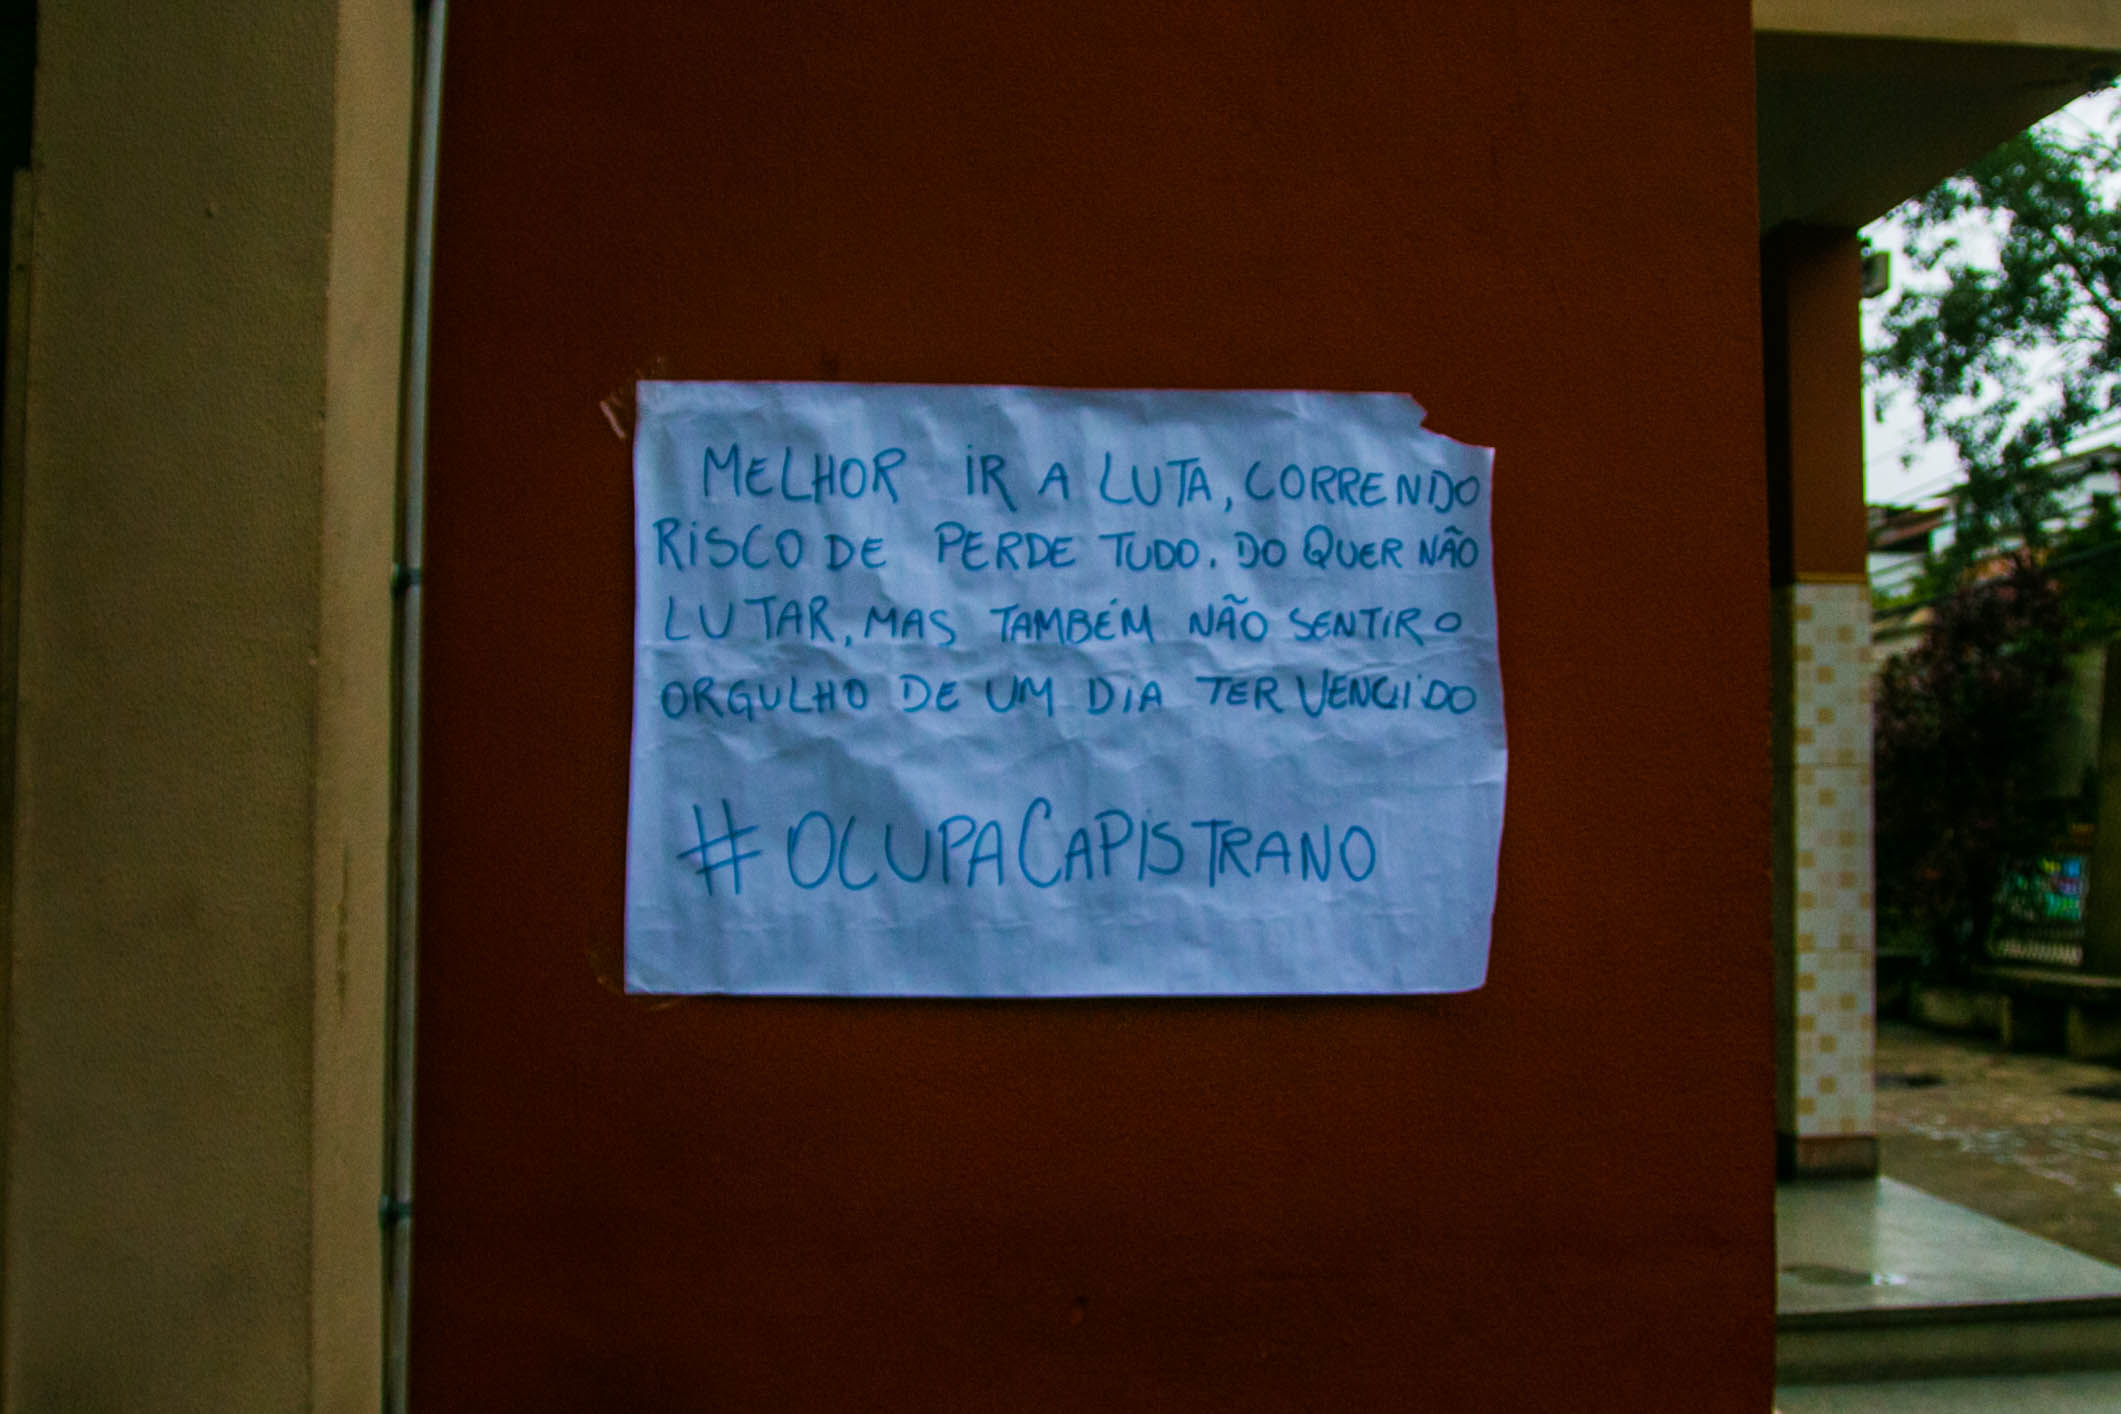 MELHOR IR A LUTA, CORRENDO
RISCO DE PERDE TUDO. DO QUER NÃO
LUTAR, MAS TAMBÉM NÃO SENTIR O
ORGULHO DE UM DIA TER VENCIDO
#OCUPACAPISTRANO